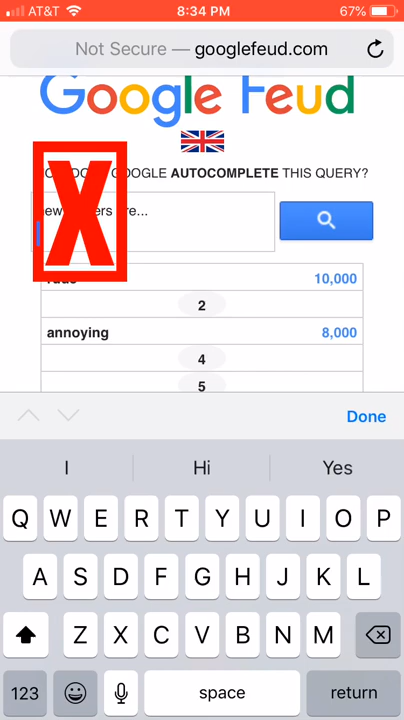 AT&T 8:34 PM 67%
Not Secure — googlefeud.com
Google Feud
GOOGLE AUTOCOMPLETE THIS QUERY?
X
are...
10,000
2
annoying 8,000
4
5
Done
I Hi Yes
Q W E R T Y U I O P
A S D F G H J K L
Z X C V B N M
123 space return